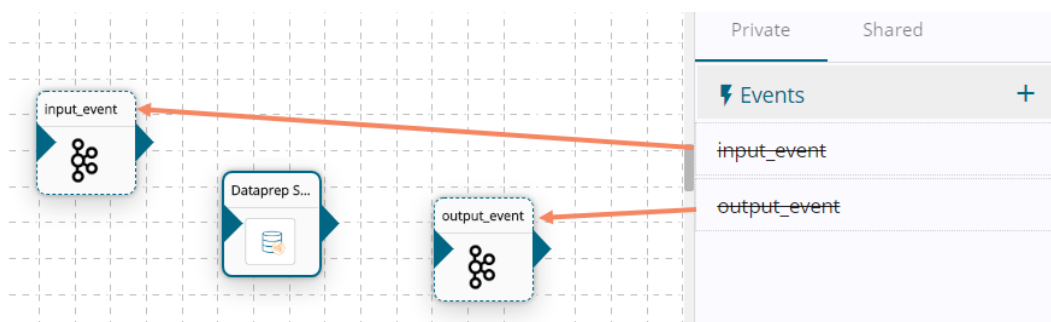 Private Shared
Events +
input_event
output_event
input_event
Dataprep S...
output_event